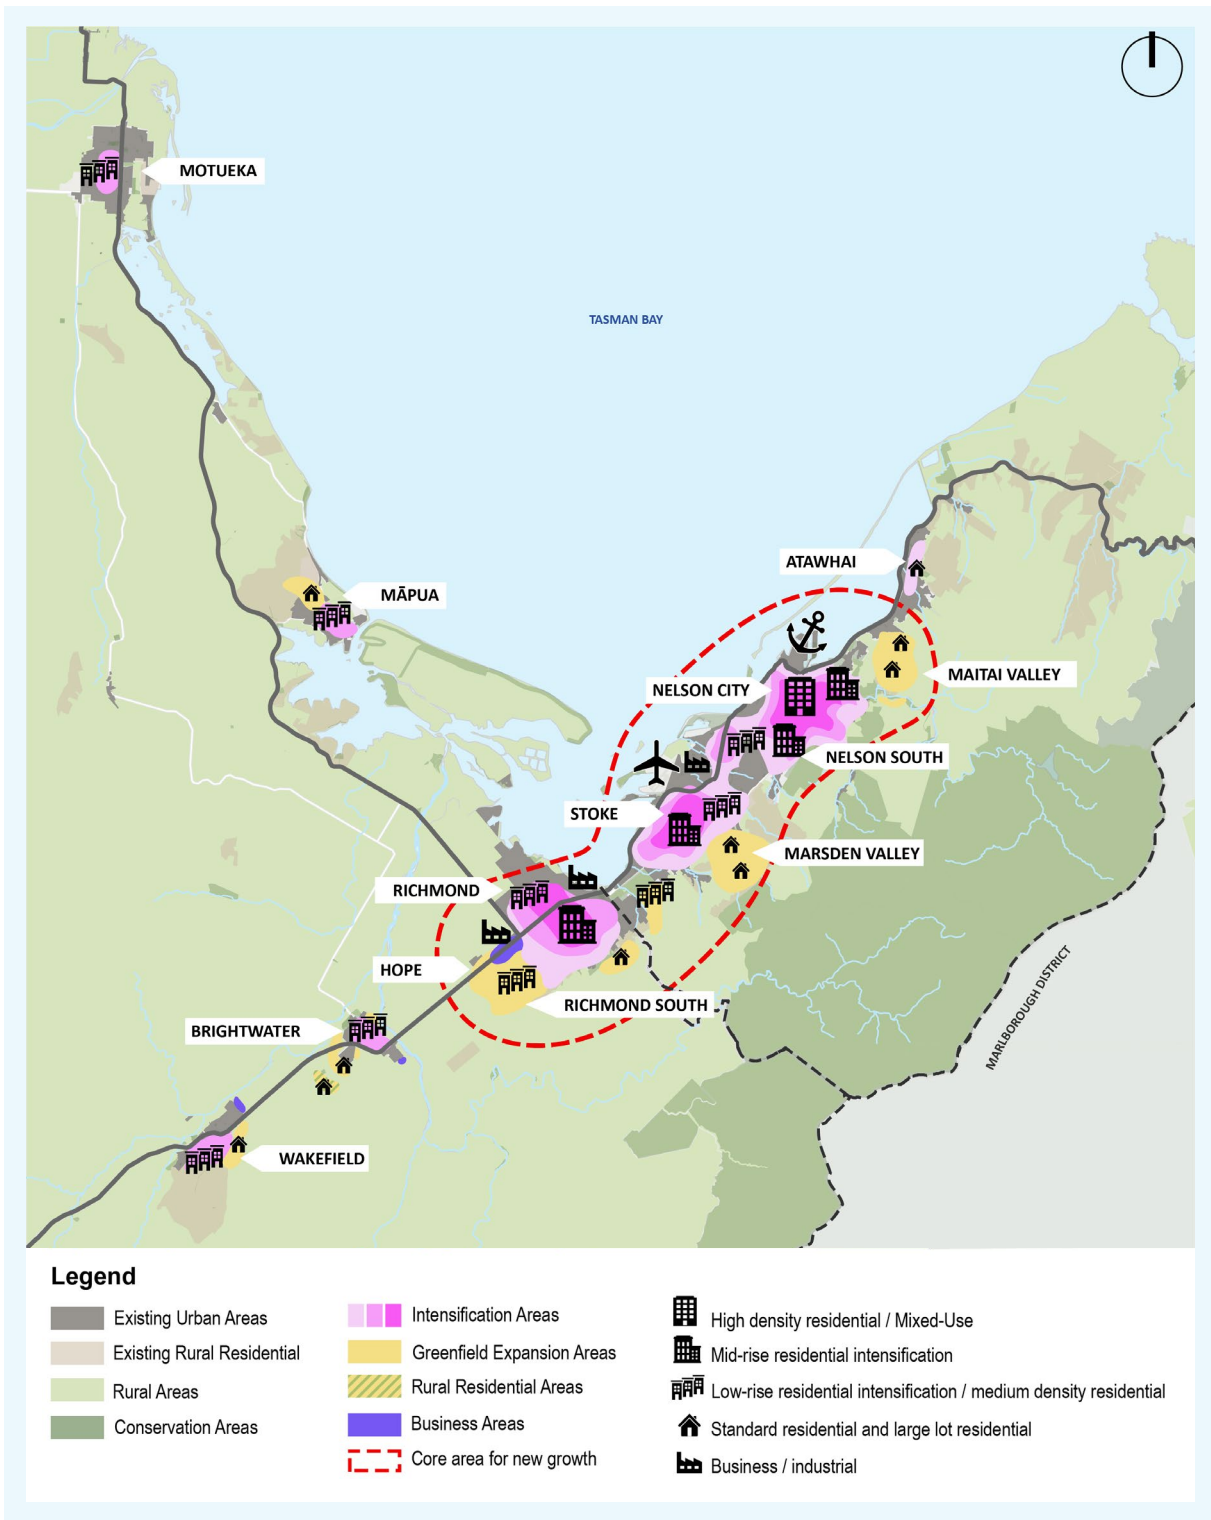 MOTUEKA
TASMAN BAY
ATAWHAI
MĀPUA
MAITAI VALLEY
NELSON CITY
NELSON SOUTH
STOKE
MARSDEN VALLEY
RICHMOND
HOPE
RICHMOND SOUTH
BRIGHTWATER
MARLBOROUGH DISTRICT
WAKEFIELD
Legend
Existing Urban Areas
Existing Rural Residential
Rural Areas
Conservation Areas
Intensification Areas
Greenfield Expansion Areas
Rural Residential Areas
Business Areas
Core area for new growth
High density residential / Mixed-Use
Mid-rise residential intensification
Low-rise residential intensification / medium density residential
Standard residential and large lot residential
Business / industrial